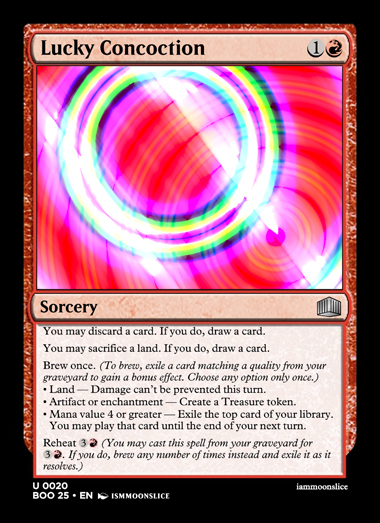 Lucky Concoction 1
Sorcery
You may discard a card. If you do, draw a card.
You may sacrifice a land. If you do, draw a card.
Brew once. (To brew, exile a card matching a quality from your
graveyard to gain a bonus effect. Choose any option only once.)
• Land — Damage can't be prevented this turn.
• Artifact or enchantment — Create a Treasure token.
• Mana value 4 or greater — Exile the top card of your library.
You may play that card until the end of your next turn.
Reheat 3 (You may cast this spell from your graveyard for
3. If you do, brew any number of times instead and exile it as it
resolves.)
U 0020
BOO 25 • EN ISMMOONSLICE
iammoonslice